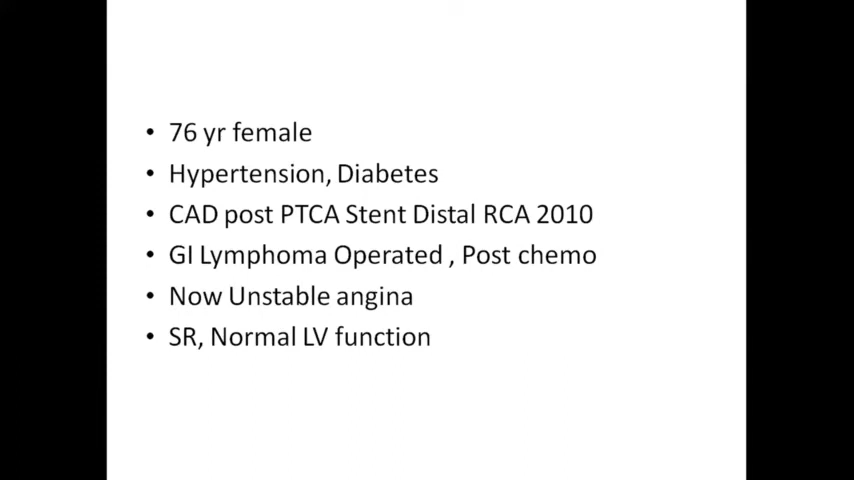 • 76 yr female
• Hypertension, Diabetes
• CAD post PTCA Stent Distal RCA 2010
• GI Lymphoma Operated , Post chemo
• Now Unstable angina
• SR, Normal LV function